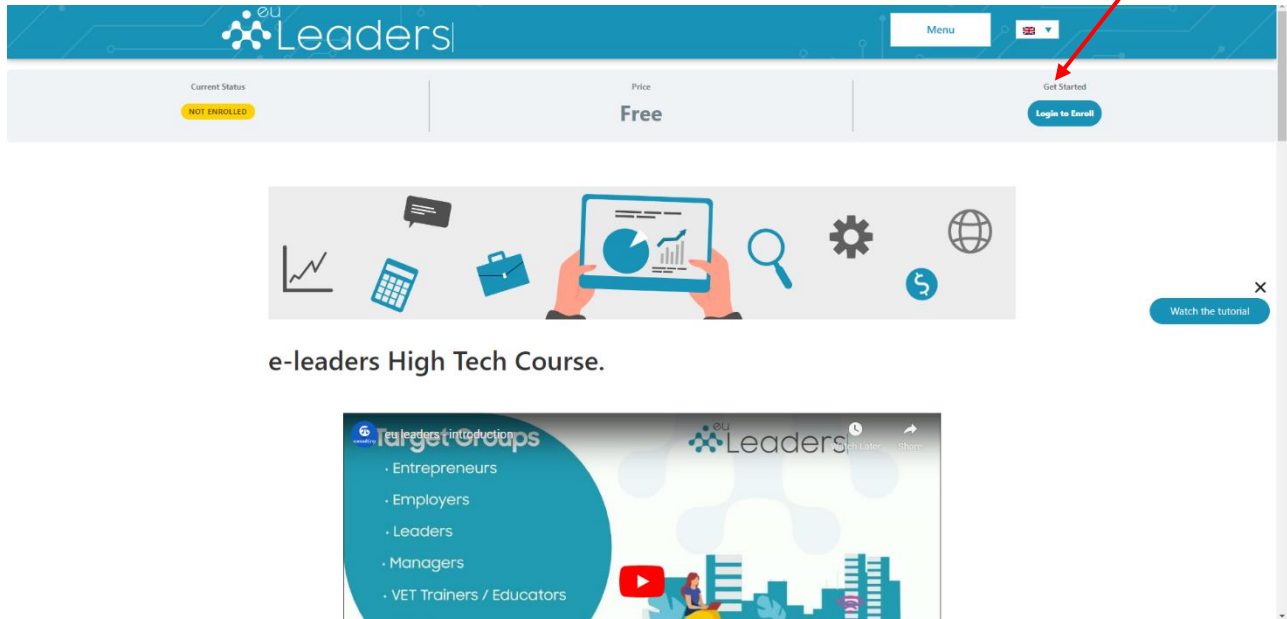 eu
Leaders
Menu
Current Status
NOT ENROLLED
Price
Free
Get Started
Login to Enroll
Watch the tutorial
e-leaders High Tech Course.
eu leaders - introduction
Target Groups
eu
Leaders
Watch Later
Share
· Entrepreneurs
· Employers
· Leaders
· Managers
· VET Trainers / Educators